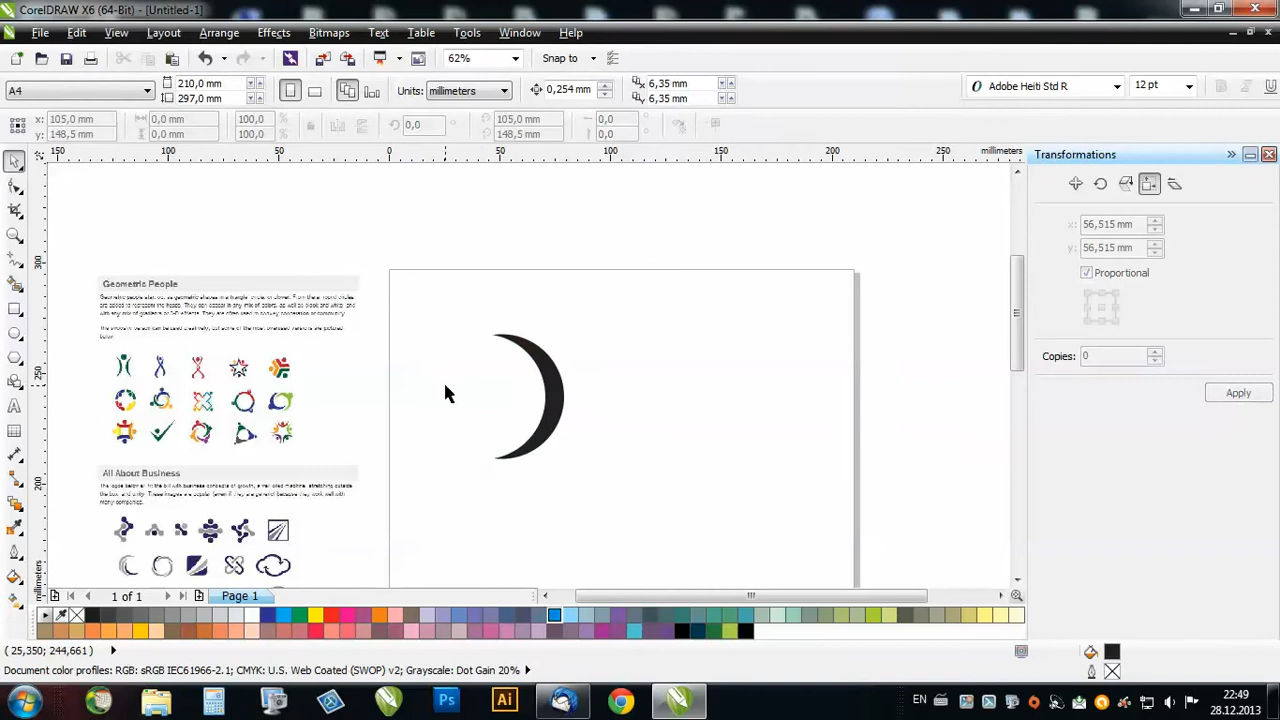 CorelDRAW X6 (64-Bit) - [Untitled-1]
File Edit View Layout Arrange Effects Bitmaps Text Table Tools Window Help
62% Snap to
A4 210,0 mm 297,0 mm Units: millimeters 0,254 mm 6,35 mm 6,35 mm Adobe Heiti Std R 12 pt
x: 105,0 mm 0,0 mm 100,0 % 0,0 105,0 mm 0,0
y: 148,5 mm 0,0 mm 100,0 % 148,5 mm 0,0
150 100 50 0 50 100 150 200 250 millimeters
300
250
200
millimeters
Transformations
x: 56,515 mm
y: 56,515 mm
Proportional
Copies: 0
Apply
Geometric People
All About Business
1 of 1 Page 1
( 25,350; 244,661 )
Document color profiles: RGB: sRGB IEC61966-2.1; CMYK: U.S. Web Coated (SWOP) v2; Grayscale: Dot Gain 20%
Ps Ai EN 22:49
28.12.2013